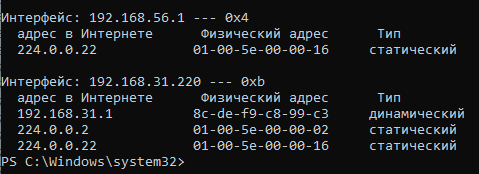 Интерфейс: 192.168.56.1 --- 0x4
адрес в Интернете Физический адрес Тип
224.0.0.22 01-00-5e-00-00-16 статический
Интерфейс: 192.168.31.220 --- 0xb
адрес в Интернете Физический адрес Тип
192.168.31.1 8c-de-f9-c8-99-c3 динамический
224.0.0.2 01-00-5e-00-00-02 статический
224.0.0.22 01-00-5e-00-00-16 статический
PS C:\Windows\system32>